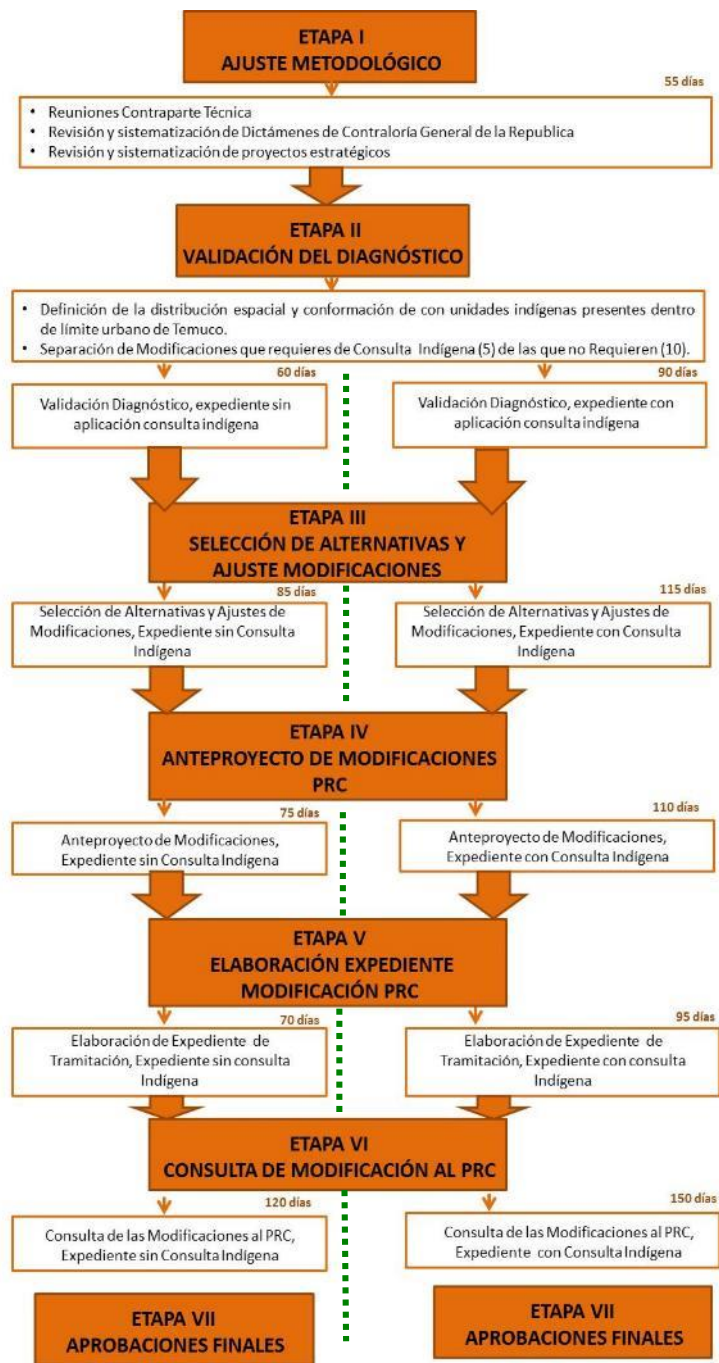 ETAPA I
AJUSTE METODOLÓGICO
55 días
• Reuniones Contraparte Técnica
• Revisión y sistematización de Dictámenes de Contraloría General de la Republica
• Revisión y sistematización de proyectos estratégicos
ETAPA II
VALIDACIÓN DEL DIAGNÓSTICO
• Definición de la distribución espacial y conformación de con unidades indígenas presentes dentro
de límite urbano de Temuco.
• Separación de Modificaciones que requieres de Consulta Indígena (5) de las que no Requieren (10).
60 días
Validación Diagnóstico, expediente sin
aplicación consulta indígena
90 días
Validación Diagnóstico, expediente con
aplicación consulta indígena
ETAPA III
SELECCIÓN DE ALTERNATIVAS Y
AJUSTE MODIFICACIONES
85 días
Selección de Alternativas y Ajustes de
Modificaciones, Expediente sin Consulta
Indígena
115 días
Selección de Alternativas y Ajustes de
Modificaciones, Expediente con Consulta
Indígena
ETAPA IV
ANTEPROYECTO DE MODIFICACIONES
PRC
75 días
Anteproyecto de Modificaciones,
Expediente sin Consulta Indígena
110 días
Anteproyecto de Modificaciones,
Expediente con Consulta Indígena
ETAPA V
ELABORACIÓN EXPEDIENTE
MODIFICACIÓN PRC
70 días
Elaboración de Expediente de
Tramitación, Expediente sin consulta
Indígena
95 días
Elaboración de Expediente de
Tramitación, Expediente con consulta
Indígena
ETAPA VI
CONSULTA DE MODIFICACIÓN AL PRC
120 días
Consulta de las Modificaciones al PRC,
Expediente sin Consulta Indígena
150 días
Consulta de las Modificaciones al PRC,
Expediente con Consulta Indígena
ETAPA VII
APROBACIONES FINALES
ETAPA VII
APROBACIONES FINALES